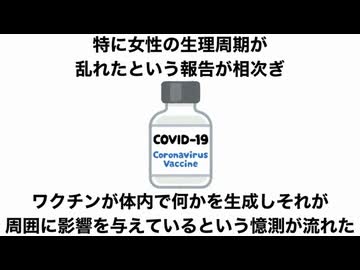 特に女性の生理周期が
乱れたという報告が相次ぎ
COVID-19
Coronavirus
Vaccine
ワクチンが体内で何かを生成しそれが
周囲に影響を与えているという憶測が流れた